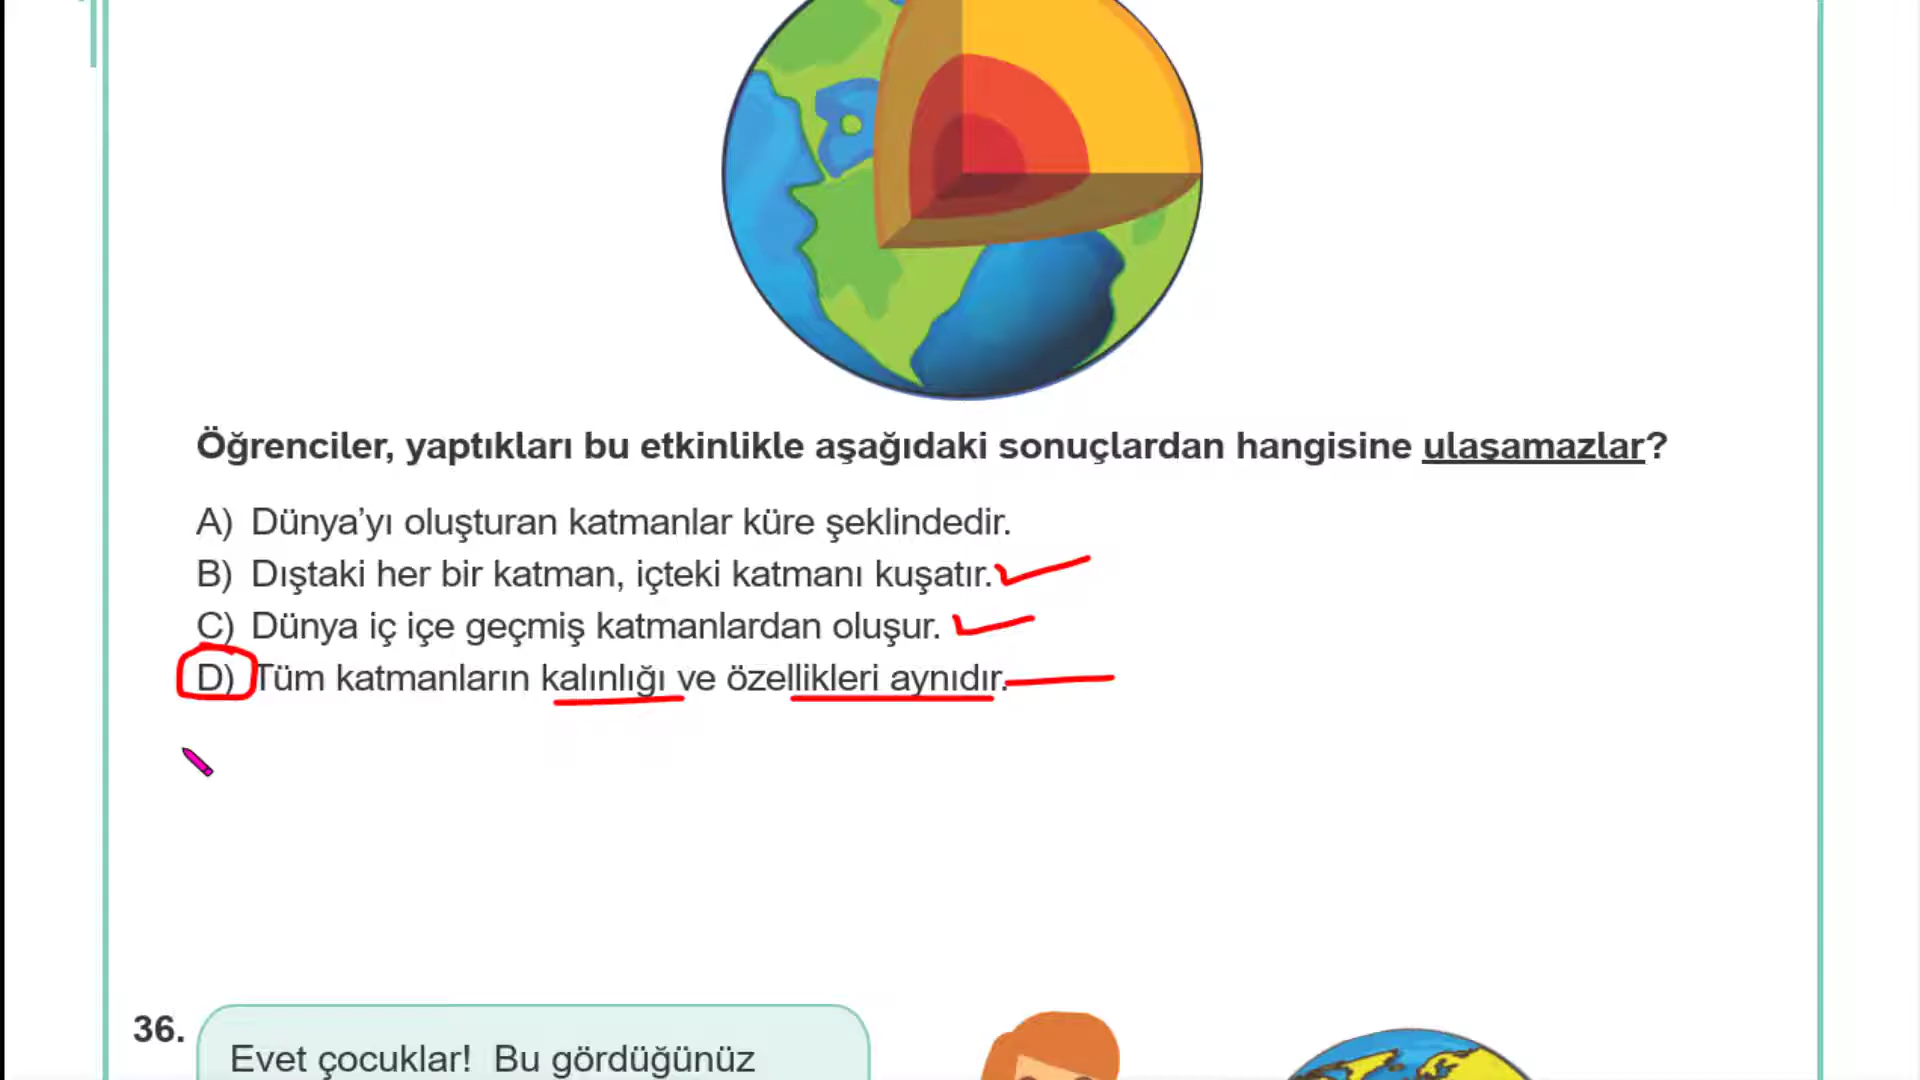 Öğrenciler, yaptıkları bu etkinlikle aşağıdaki sonuçlardan hangisine ulaşamazlar?
A) Dünya’yı oluşturan katmanlar küre şeklindedir.
B) Dıştaki her bir katman, içteki katmanı kuşatır.
C) Dünya iç içe geçmiş katmanlardan oluşur.
D) Tüm katmanların kalınlığı ve özellikleri aynıdır.
36.
Evet çocuklar! Bu gördüğünüz